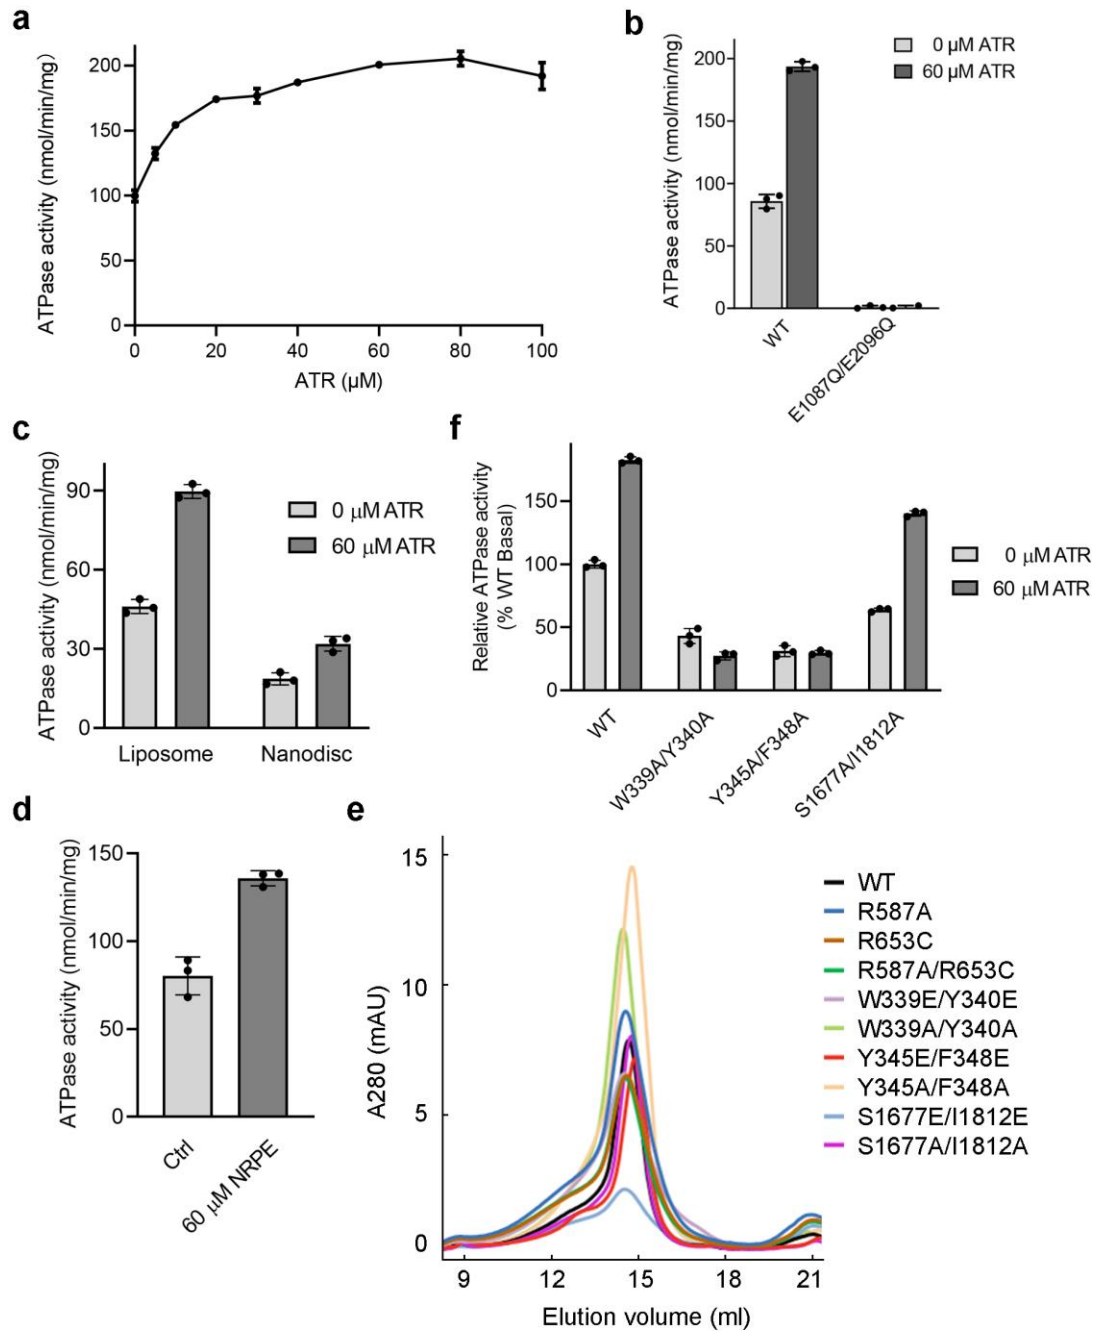 a
ATPase activity (nmol/min/mg)
200
150
100
50
0
0 20 40 60 80 100
ATR (µM)
b
ATPase activity (nmol/min/mg)
200
150
100
50
0
WT
E1087Q/E2096Q
0 µM ATR
60 µM ATR
c
ATPase activity (nmol/min/mg)
90
60
30
0
Liposome Nanodisc
0 µM ATR
60 µM ATR
f
Relative ATPase activity
(% WT Basal)
150
100
50
0
WT
W339A/Y340A
Y345A/F348A
S1677A/I1812A
0 µM ATR
60 µM ATR
d
ATPase activity (nmol/min/mg)
150
100
50
0
Ctrl
60 µM NRPE
e
A280 (mAU)
15
10
5
0
9 12 15 18 21
Elution volume (ml)
WT
R587A
R653C
R587A/R653C
W339E/Y340E
W339A/Y340A
Y345E/F348E
Y345A/F348A
S1677E/I1812E
S1677A/I1812A